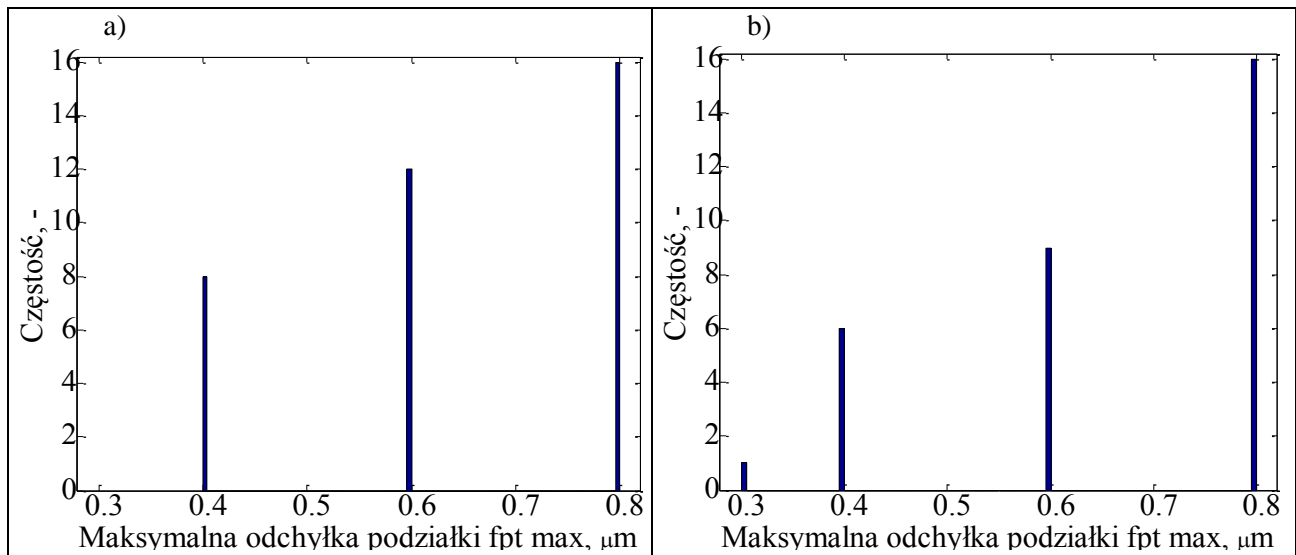 a)
16
14
12
10
8
6
4
2
0
Częstość, -
0.3 0.4 0.5 0.6 0.7 0.8
Maksymalna odchyłka podziałki fpt max, μm
b)
16
14
12
10
8
6
4
2
0
Częstość, -
0.3 0.4 0.5 0.6 0.7 0.8
Maksymalna odchyłka podziałki fpt max, μm